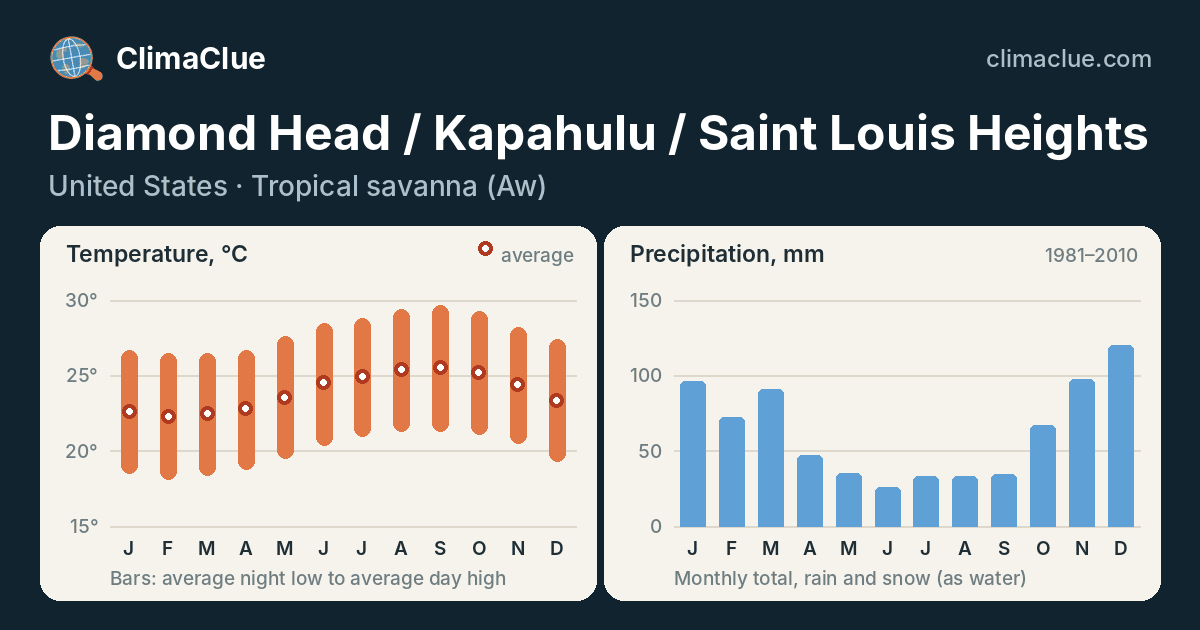 ClimaClue
climaclue.com
Diamond Head / Kapahulu / Saint Louis Heights
United States · Tropical savanna (Aw)
Temperature, °C
average
30°
25°
20°
15°
J F M A M J J A S O N D
Bars: average night low to average day high
Precipitation, mm
1981–2010
150
100
50
0
J F M A M J J A S O N D
Monthly total, rain and snow (as water)